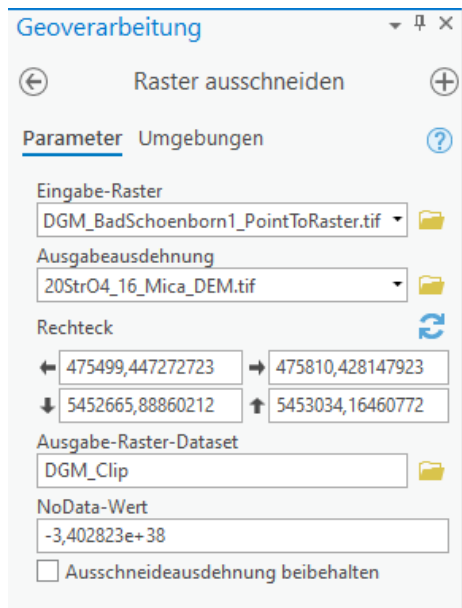 Geoverarbeitung
Raster ausschneiden
Parameter Umgebungen
Eingabe-Raster
DGM_BadSchoenborn1_PointToRaster.tif
Ausgabeausdehnung
20StrO4_16_Mica_DEM.tif
Rechteck
475499,447272723 475810,428147923
5452665,88860212 5453034,16460772
Ausgabe-Raster-Dataset
DGM_Clip
NoData-Wert
-3,402823e+38
Ausschneideausdehnung beibehalten